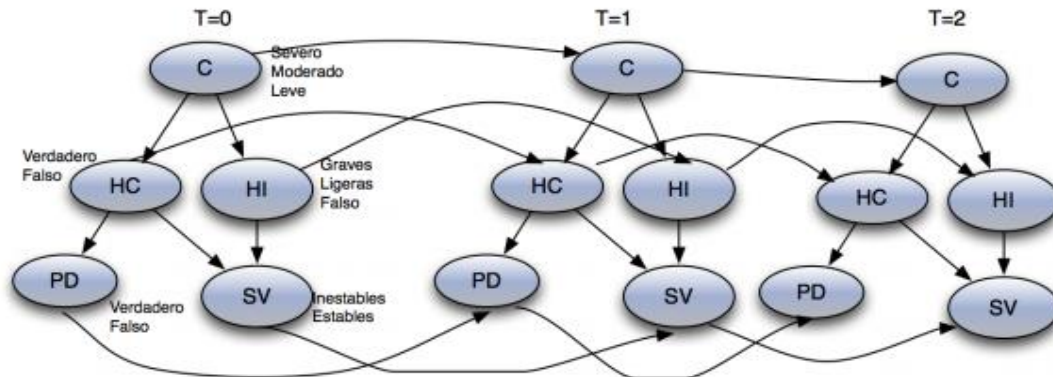 T=0
T=1
T=2
C
Severo
Moderado
Leve
C
C
Verdadero
Falso
HC
HI
Graves
Ligeras
Falso
HC
HI
HC
HI
PD
Verdadero
Falso
SV
Inestables
Estables
PD
SV
PD
SV